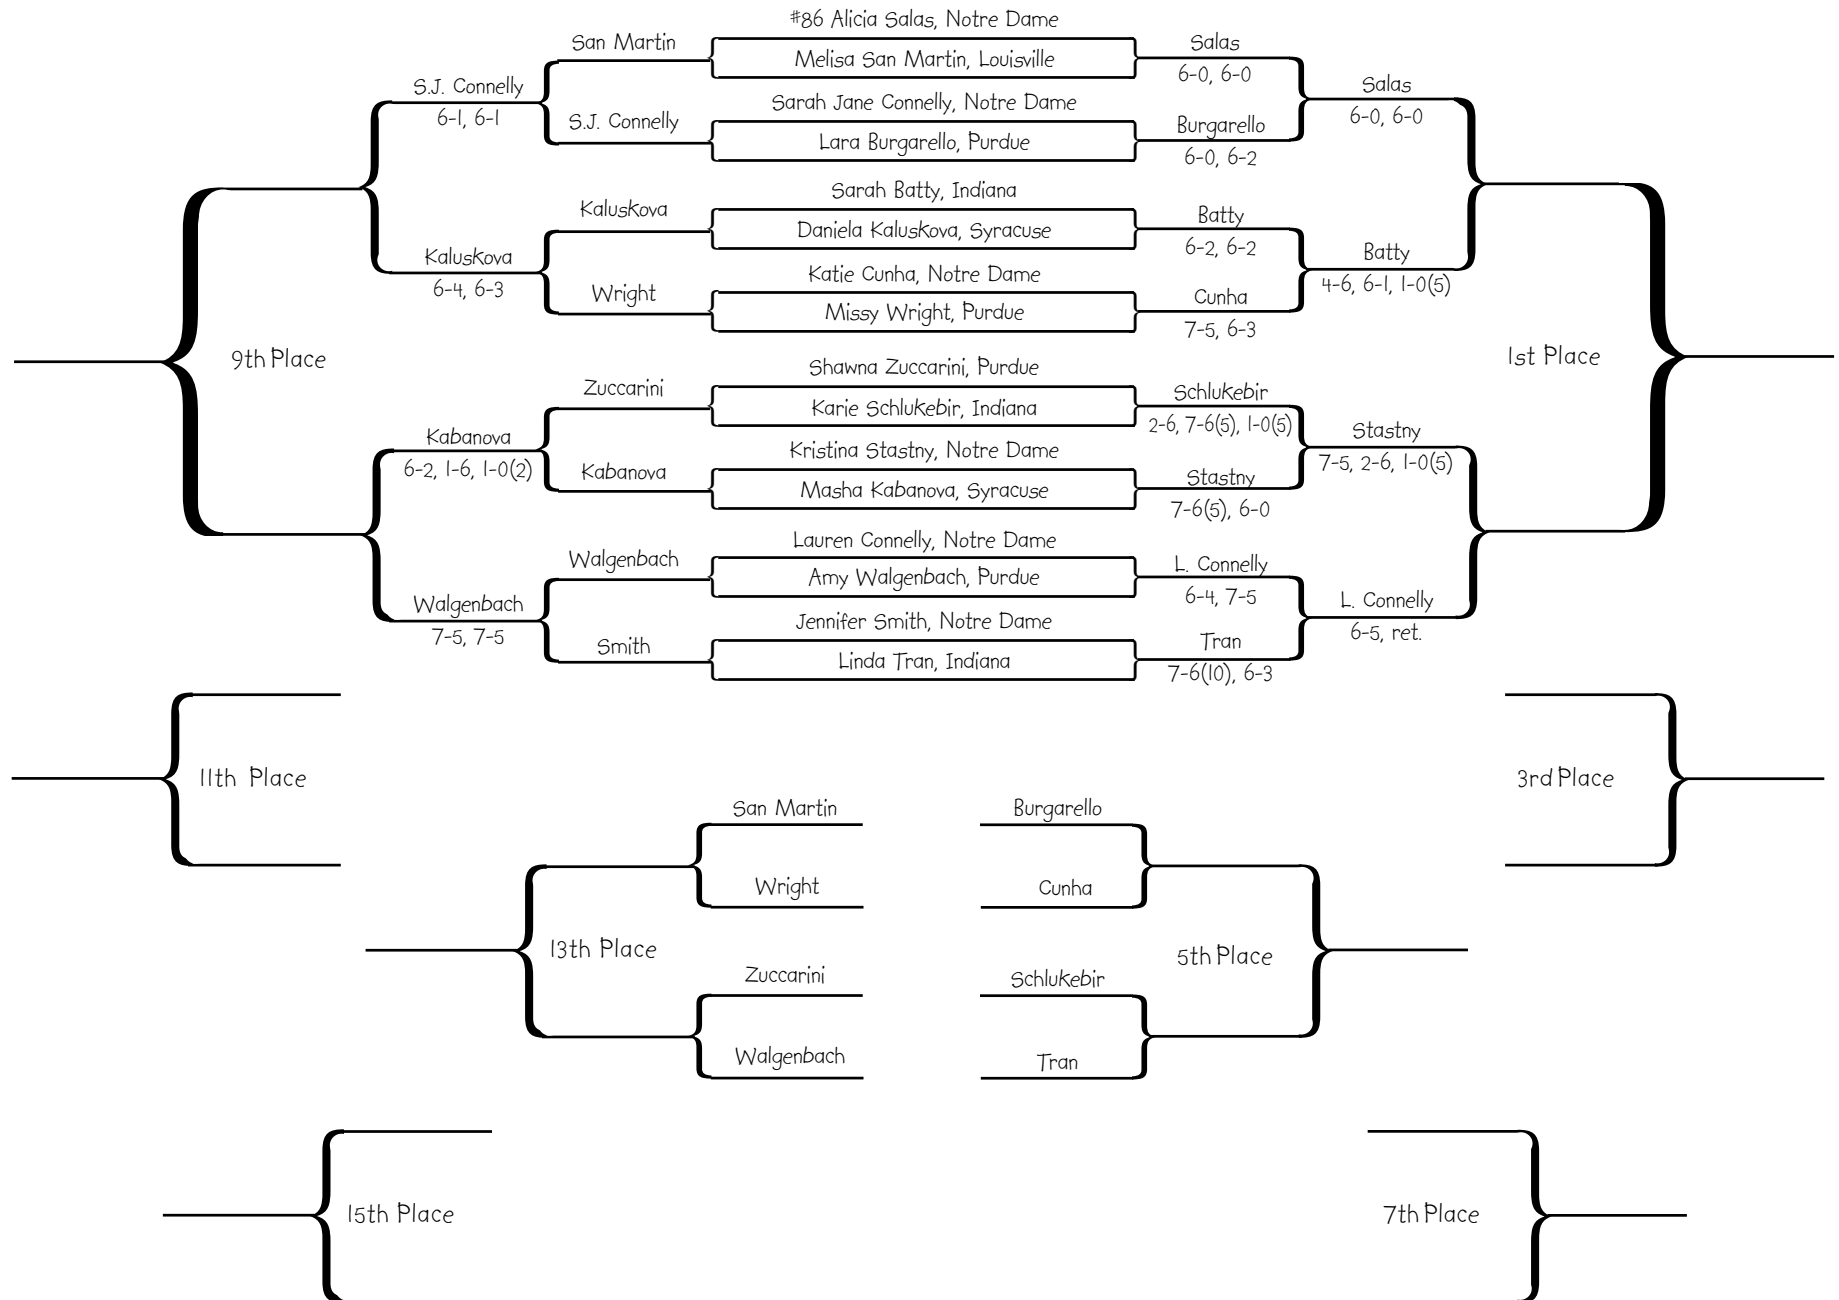 #86 Alicia Salas, Notre Dame
San Martin
Melisa San Martin, Louisville
Salas
6-0, 6-0
S.J. Connelly
6-1, 6-1
Sarah Jane Connelly, Notre Dame
Salas
6-0, 6-0
S.J. Connelly
Lara Burgarello, Purdue
Burgarello
6-0, 6-2
Sarah Batty, Indiana
Kaluskova
Daniela Kaluskova, Syracuse
Batty
6-2, 6-2
Kaluskova
6-4, 6-3
Katie Cunha, Notre Dame
Batty
4-6, 6-1, 1-0(5)
Wright
Missy Wright, Purdue
Cunha
7-5, 6-3
9th Place
1st Place
Shawna Zuccarini, Purdue
Zuccarini
Karie Schlukebir, Indiana
Schlukebir
2-6, 7-6(5), 1-0(5)
Kabanova
6-2, 1-6, 1-0(2)
Kristina Stastny, Notre Dame
Stastny
7-5, 2-6, 1-0(5)
Kabanova
Masha Kabanova, Syracuse
Stastny
7-6(5), 6-0
Lauren Connelly, Notre Dame
Walgenbach
Amy Walgenbach, Purdue
L. Connelly
6-4, 7-5
Walgenbach
7-5, 7-5
Jennifer Smith, Notre Dame
L. Connelly
6-5, ret.
Smith
Linda Tran, Indiana
Tran
7-6(10), 6-3
11th Place
3rd Place
San Martin
Burgarello
Wright
Cunha
13th Place
5th Place
Zuccarini
Schlukebir
Walgenbach
Tran
15th Place
7th Place